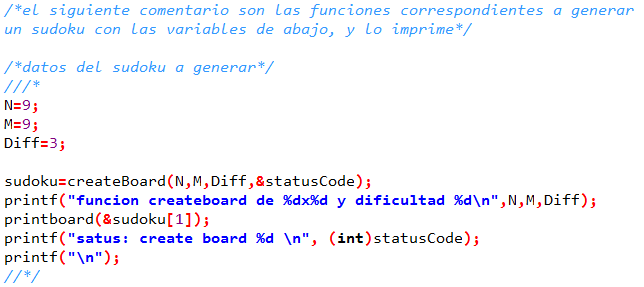 /*el siguiente comentario son las funciones correspondientes a generar
un sudoku con las variables de abajo, y lo imprime*/
/*datos del sudoku a generar*/
///*
N=9;
M=9;
Diff=3;
sudoku=createBoard(N,M,Diff,&statusCode);
printf("funcion createboard de %dx%d y dificultad %d\n",N,M,Diff);
printboard(&sudoku[1]);
printf("satus: create board %d \n", (int)statusCode);
printf("\n");
//*/